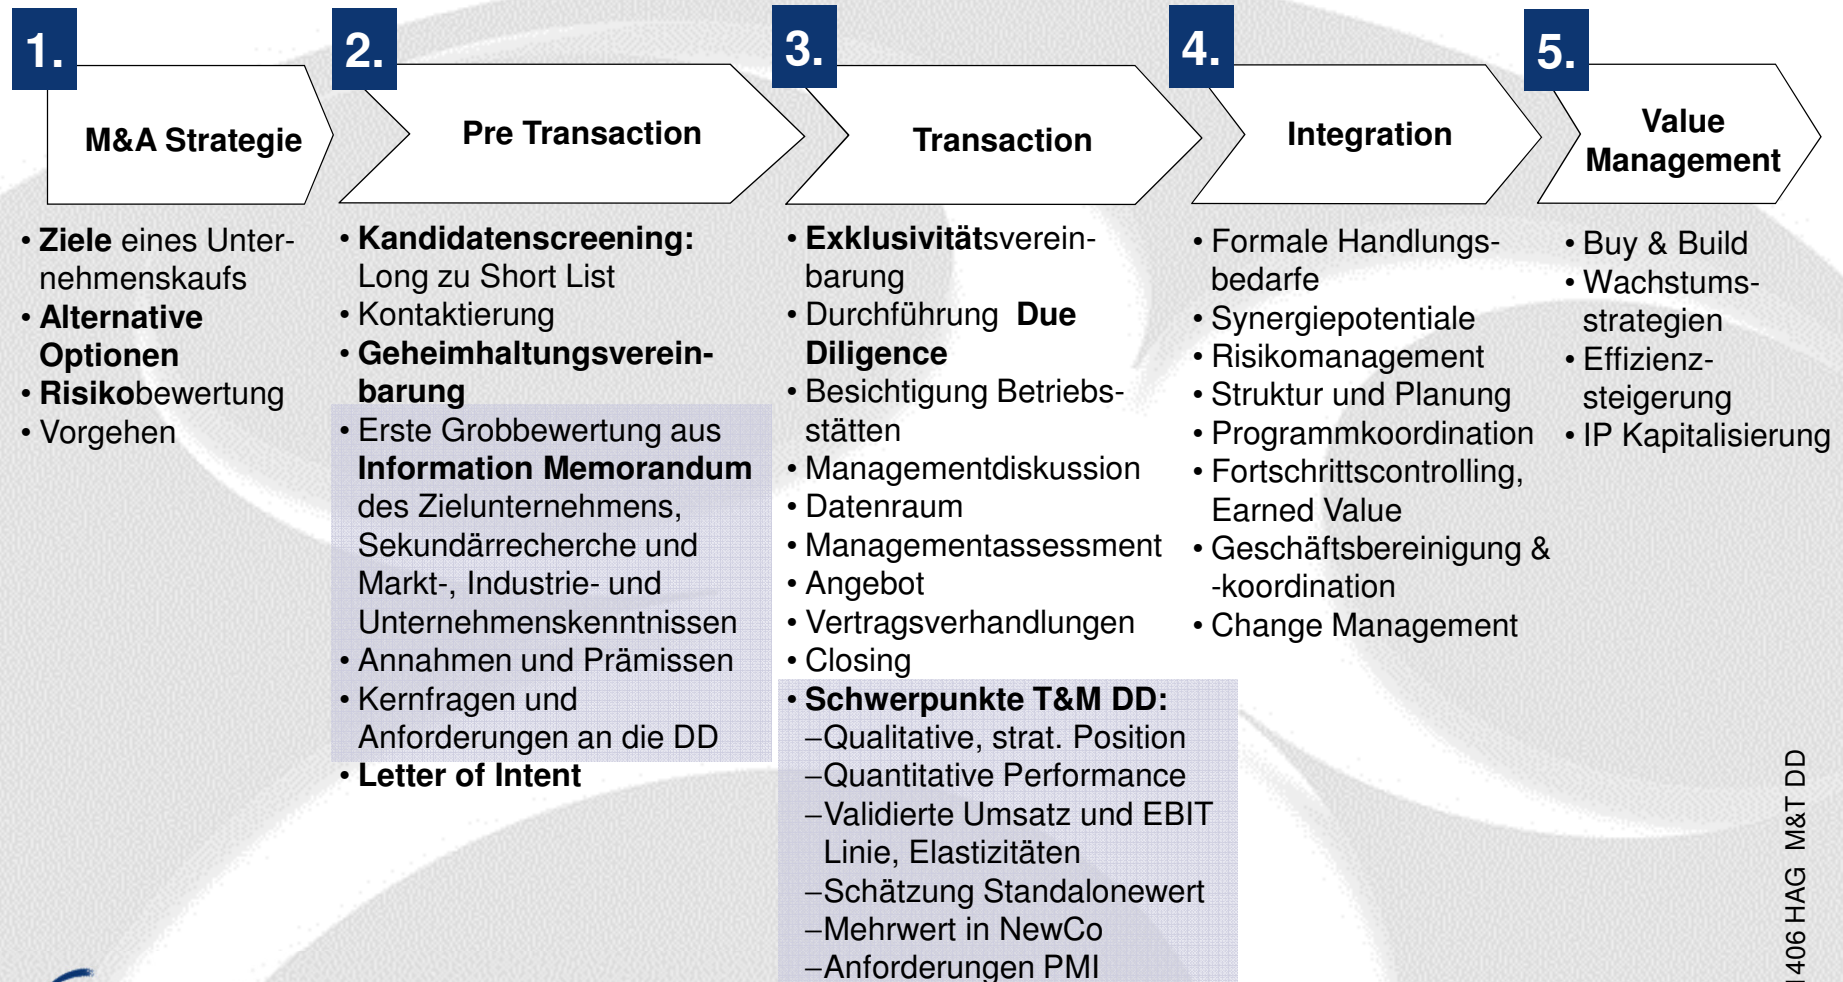 1.
M&A Strategie
• Ziele eines Unter-
nehmenskaufs
• Alternative
Optionen
• Risikobewertung
• Vorgehen
2.
Pre Transaction
• Kandidatenscreening:
Long zu Short List
• Kontaktierung
• Geheimhaltungsverein-
barung
• Erste Grobbewertung aus
Information Memorandum
des Zielunternehmens,
Sekundärrecherche und
Markt-, Industrie- und
Unternehmenskenntnissen
• Annahmen und Prämissen
• Kernfragen und
Anforderungen an die DD
• Letter of Intent
3.
Transaction
• Exklusivitätsverein-
barung
• Durchführung Due
Diligence
• Besichtigung Betriebs-
stätten
• Managementdiskussion
• Datenraum
• Managementassessment
• Angebot
• Vertragsverhandlungen
• Closing
• Schwerpunkte T&M DD:
–Qualitative, strat. Position
–Quantitative Performance
–Validierte Umsatz und EBIT
Linie, Elastizitäten
–Schätzung Standalonewert
–Mehrwert in NewCo
–Anforderungen PMI
4.
Integration
• Formale Handlungs-
bedarfe
• Synergiepotentiale
• Risikomanagement
• Struktur und Planung
• Programmkoordination
• Fortschrittscontrolling,
Earned Value
• Geschäftsbereinigung &
-koordination
• Change Management
5.
Value
Management
• Buy & Build
• Wachstums-
strategien
• Effizienz-
steigerung
• IP Kapitalisierung
406 HAG M&T DD